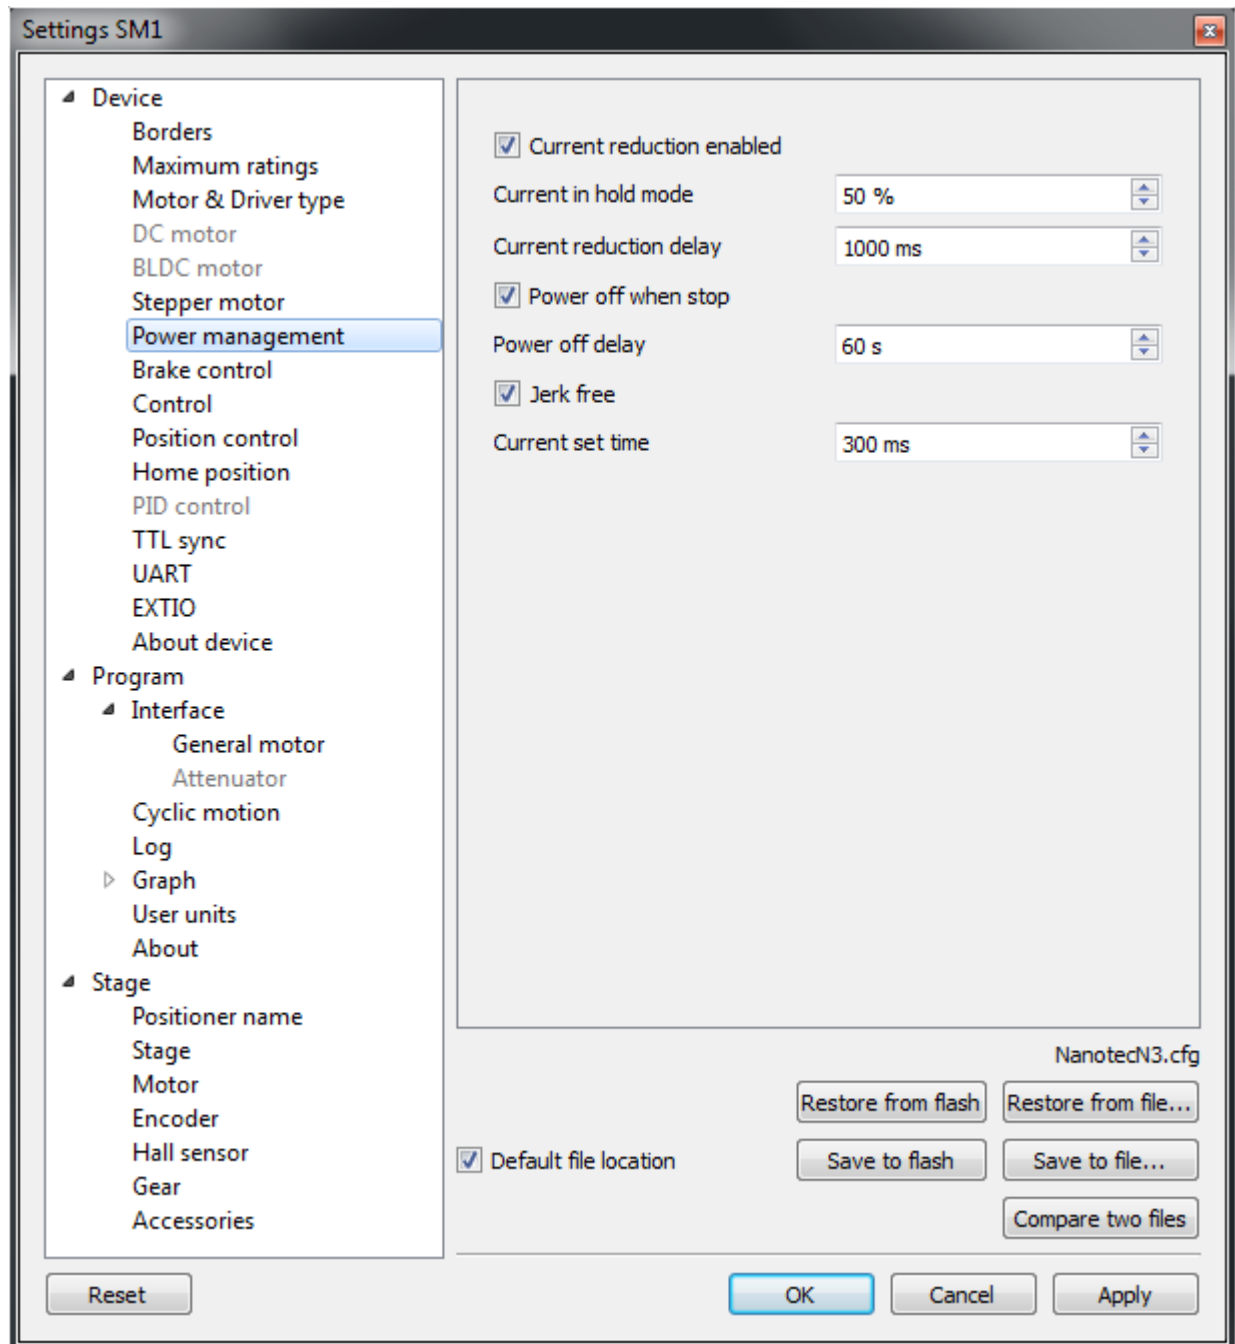 Settings SM1
Device
Borders
Maximum ratings
Motor & Driver type
DC motor
BLDC motor
Stepper motor
Power management
Brake control
Control
Position control
Home position
PID control
TTL sync
UART
EXTIO
About device
Program
Interface
General motor
Attenuator
Cyclic motion
Log
Graph
User units
About
Stage
Positioner name
Stage
Motor
Encoder
Hall sensor
Gear
Accessories
Current reduction enabled
Current in hold mode 50 %
Current reduction delay 1000 ms
Power off when stop
Power off delay 60 s
Jerk free
Current set time 300 ms
NanotecN3.cfg
Restore from flash Restore from file...
Default file location Save to flash Save to file...
Compare two files
Reset OK Cancel Apply